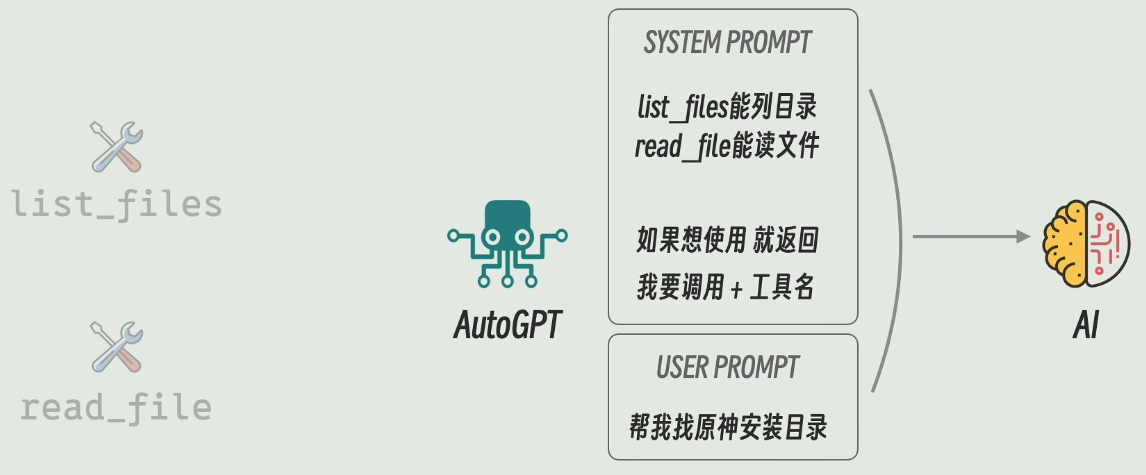 list_files
read_file
AutoGPT
SYSTEM PROMPT
list_files能列目录
read_file能读文件
如果想使用 就返回
我要调用 + 工具名
USER PROMPT
帮我找原神安装目录
AI